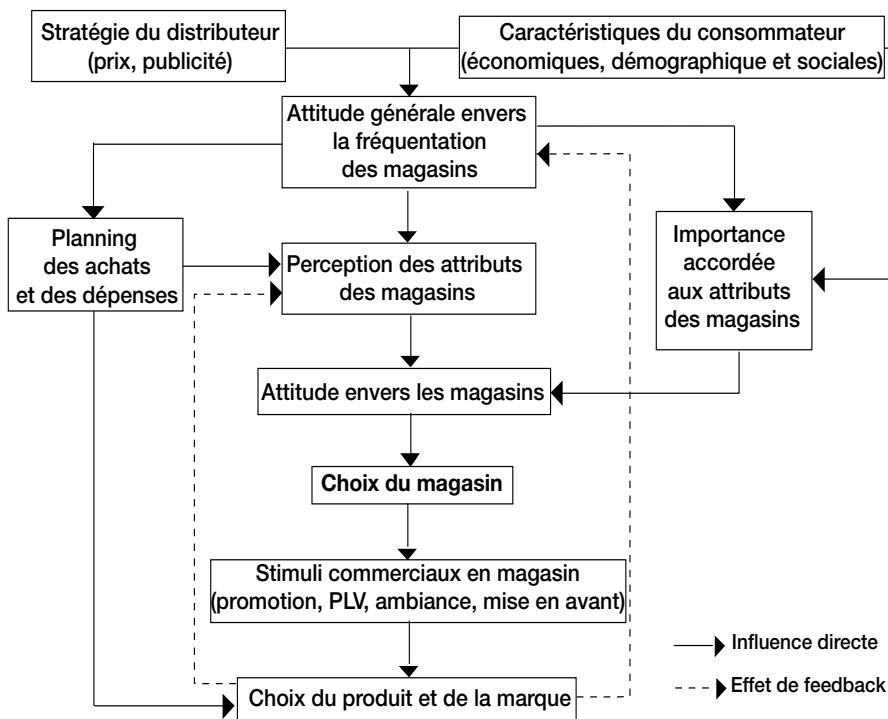 Stratégie du distributeur
(prix, publicité)
Caractéristiques du consommateur
(économiques, démographique et sociales)
Attitude générale envers
la fréquentation
des magasins
Planning
des achats
et des dépenses
Perception des attributs
des magasins
Importance
accordée
aux attributs
des magasins
Attitude envers les magasins
Choix du magasin
Stimuli commerciaux en magasin
(promotion, PLV, ambiance, mise en avant)
Choix du produit et de la marque
Influence directe
Effet de feedback